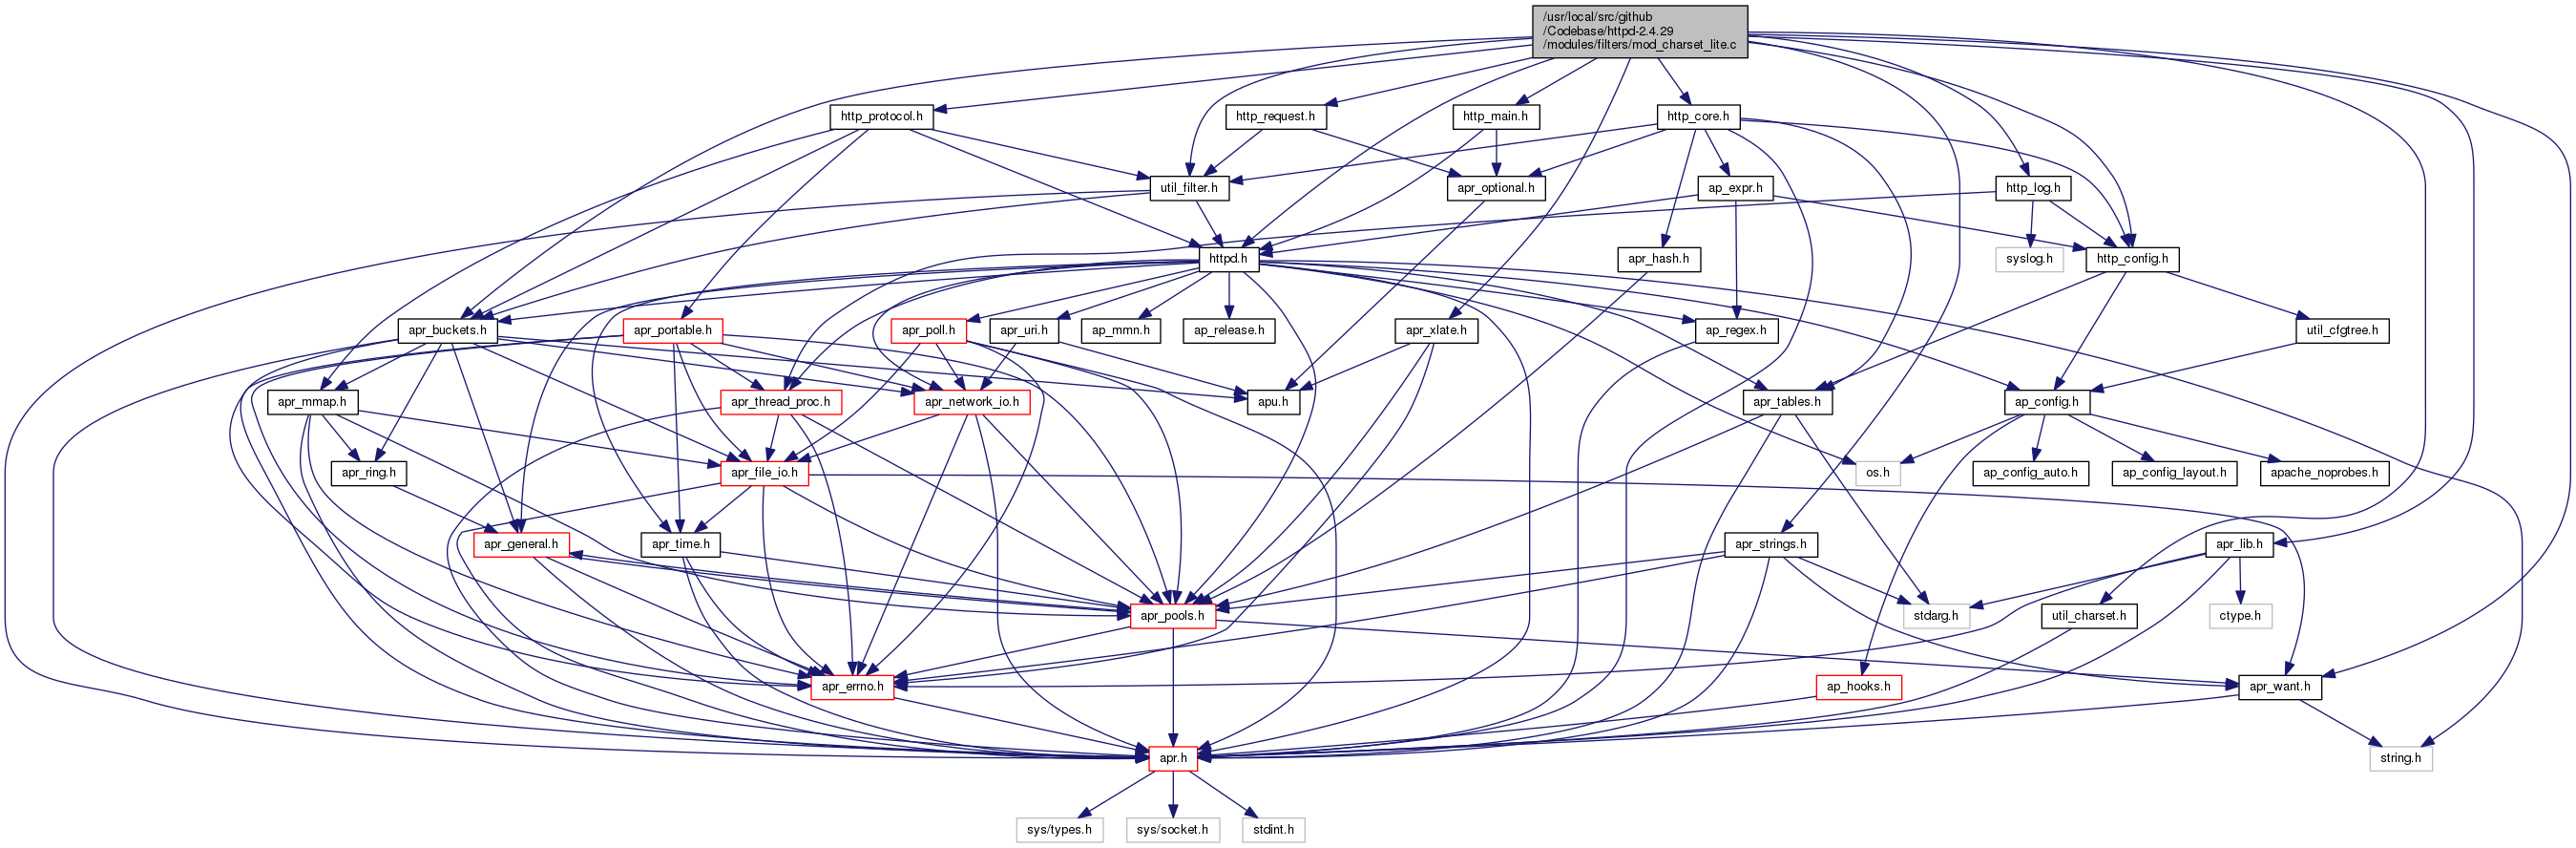 /usr/local/src/github
/Codebase/httpd-2.4.29
/modules/filters/mod_charset_lite.c
http_protocol.h
http_request.h
http_main.h
http_core.h
util_filter.h
apr_optional.h
ap_expr.h
http_log.h
httpd.h
apr_hash.h
syslog.h
http_config.h
apr_buckets.h
apr_portable.h
apr_poll.h
apr_uri.h
ap_mmn.h
ap_release.h
apr_xlate.h
ap_regex.h
util_cfgtree.h
apr_mmap.h
apr_thread_proc.h
apr_network_io.h
apu.h
apr_tables.h
ap_config.h
apr_ring.h
apr_file_io.h
os.h
ap_config_auto.h
ap_config_layout.h
apache_noprobes.h
apr_general.h
apr_time.h
apr_strings.h
apr_lib.h
apr_pools.h
stdarg.h
util_charset.h
ctype.h
apr_errno.h
ap_hooks.h
apr_want.h
apr.h
string.h
sys/types.h
sys/socket.h
stdint.h